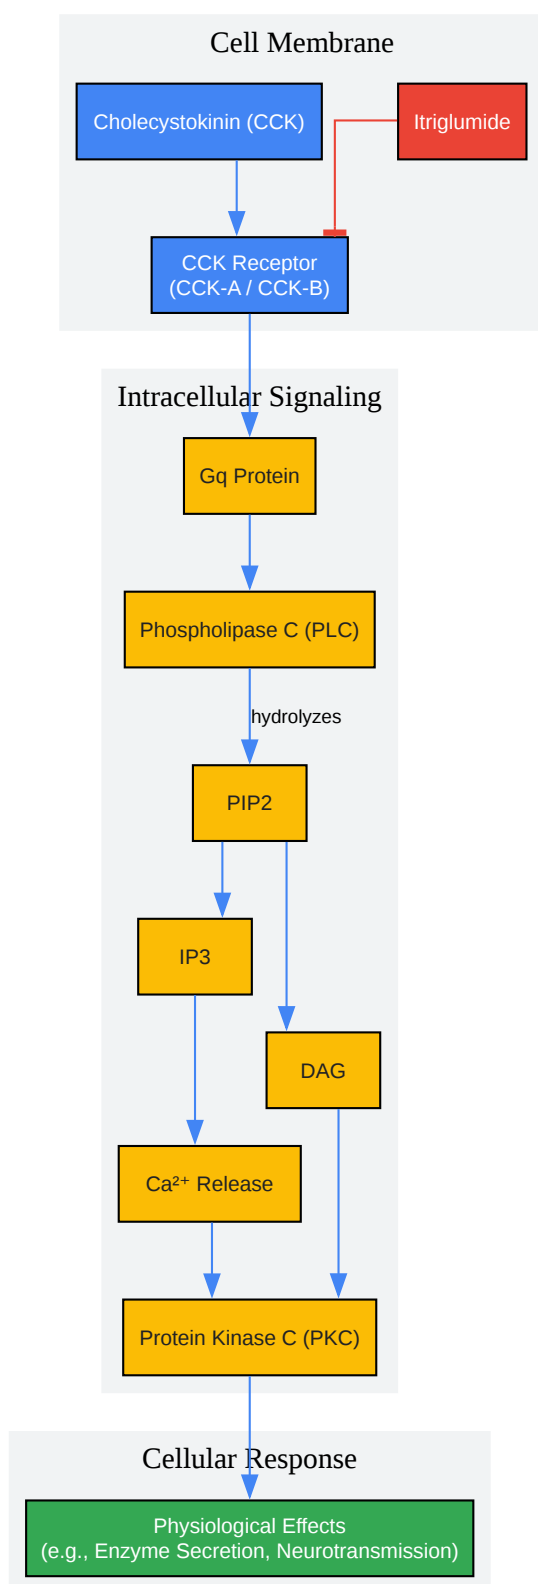 Cell Membrane
Cholecystokinin (CCK)
Itriglumide
CCK Receptor
(CCK-A / CCK-B)
Intracellular Signaling
Gq Protein
Phospholipase C (PLC)
hydrolyzes
PIP2
IP3
DAG
Ca²⁺ Release
Protein Kinase C (PKC)
Cellular Response
Physiological Effects
(e.g., Enzyme Secretion, Neurotransmission)